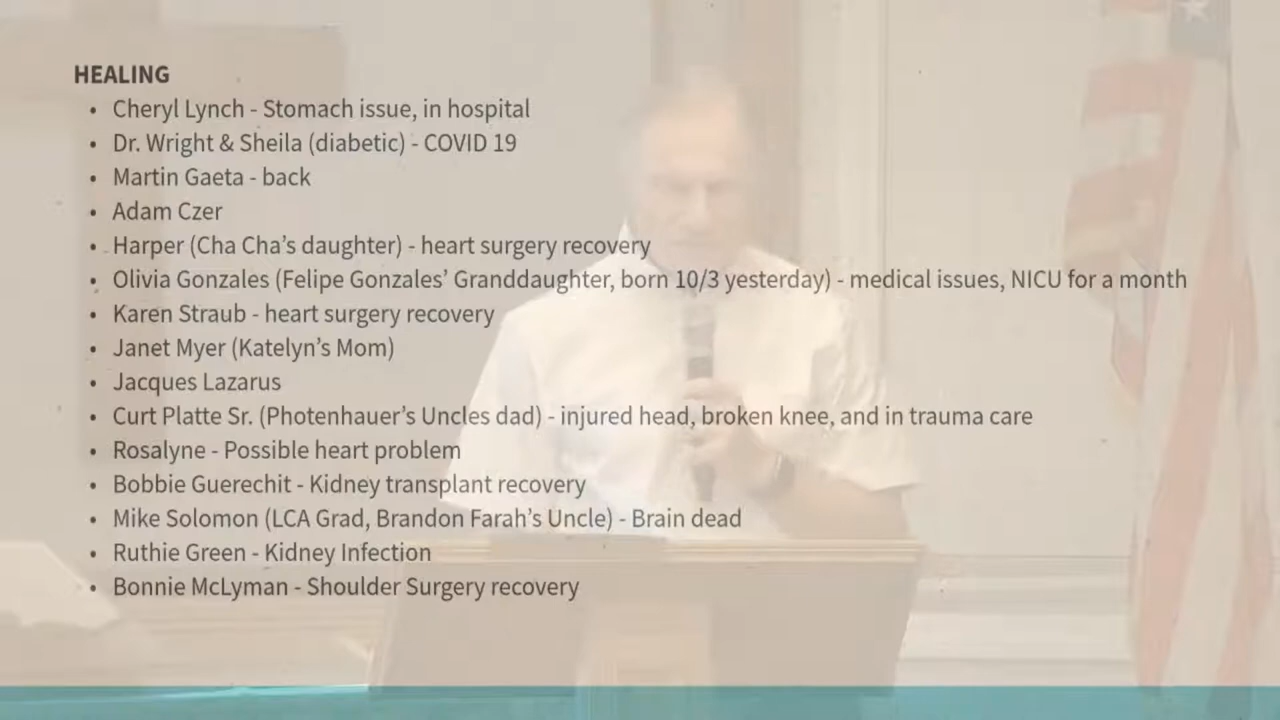 HEALING
• Cheryl Lynch - Stomach issue, in hospital
• Dr. Wright & Sheila (diabetic) - COVID 19
• Martin Gaeta - back
• Adam Czer
• Harper (Cha Cha's daughter) - heart surgery recovery
• Olivia Gonzales (Felipe Gonzales' Granddaughter, born 10/3 yesterday) - medical issues, NICU for a month
• Karen Straub - heart surgery recovery
• Janet Myer (Katelyn's Mom)
• Jacques Lazarus
• Curt Platte Sr. (Photenhauer's Uncles dad) - injured head, broken knee, and in trauma care
• Rosalyne - Possible heart problem
• Bobbie Guerechit - Kidney transplant recovery
• Mike Solomon (LCA Grad, Brandon Farah's Uncle) - Brain dead
• Ruthie Green - Kidney Infection
• Bonnie McLyman - Shoulder Surgery recovery